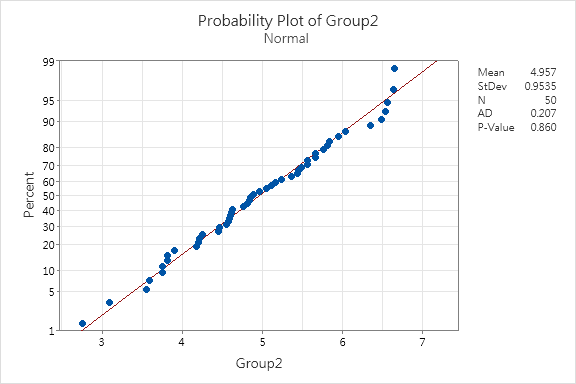 Probability Plot of Group2
Normal
99
95
90
80
70
60
50
40
30
20
10
5
1
Percent
3 4 5 6 7
Group2
Mean 4.957
StDev 0.9535
N 50
AD 0.207
P-Value 0.860